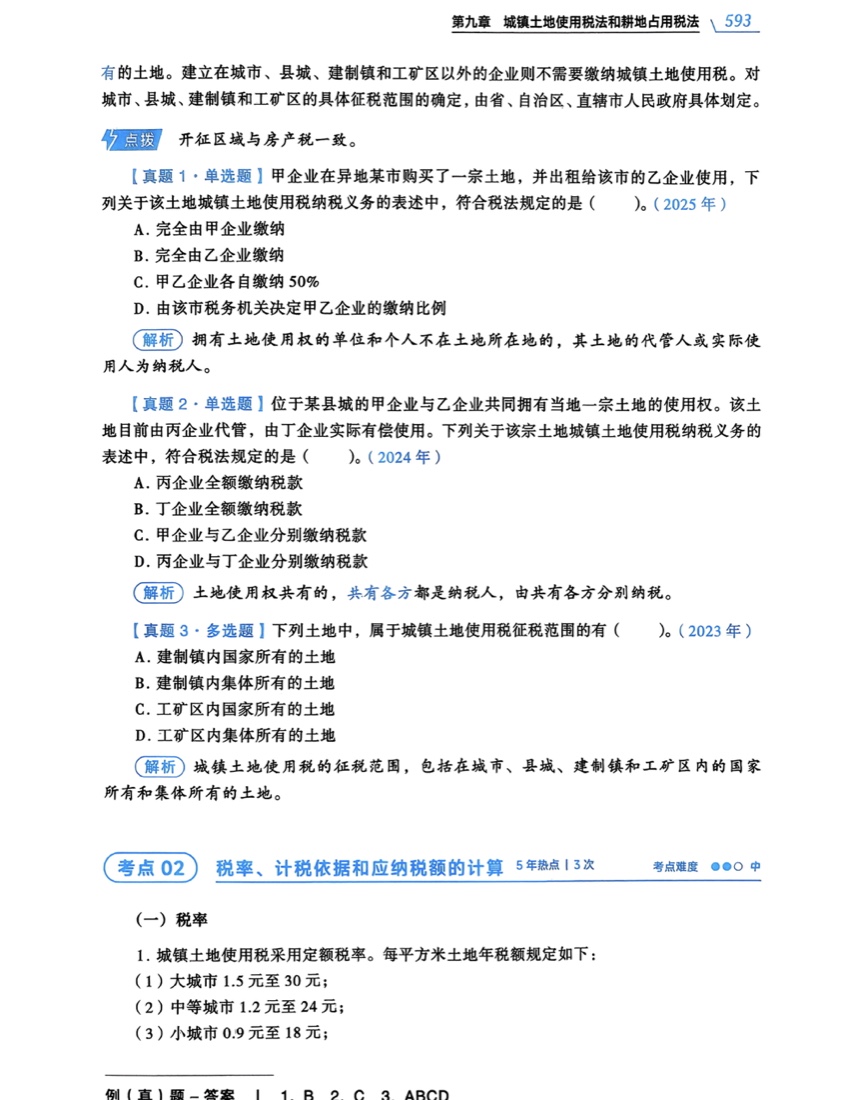 第九章 城镇土地使用税法和耕地占用税法 593
有的土地。建立在城市、县城、建制镇和工矿区以外的企业则不需要缴纳城镇土地使用税。对
城市、县城、建制镇和工矿区的具体征税范围的确定，由省、自治区、直辖市人民政府具体划定。
点拨 开征区域与房产税一致。
【真题1·单选题】甲企业在异地某市购买了一宗土地，并出租给该市的乙企业使用，下
列关于该土地城镇土地使用税纳税义务的表述中，符合税法规定的是（　　）。（2025年）
A. 完全由甲企业缴纳
B. 完全由乙企业缴纳
C. 甲乙企业各自缴纳50%
D. 由该市税务机关决定甲乙企业的缴纳比例
解析 拥有土地使用权的单位和个人不在土地所在地的，其土地的代管人或实际使
用人为纳税人。
【真题2·单选题】位于某县城的甲企业与乙企业共同拥有当地一宗土地的使用权。该土
地目前由丙企业代管，由丁企业实际有偿使用。下列关于该宗土地城镇土地使用税纳税义务的
表述中，符合税法规定的是（　　）。（2024年）
A. 丙企业全额缴纳税款
B. 丁企业全额缴纳税款
C. 甲企业与乙企业分别缴纳税款
D. 丙企业与丁企业分别缴纳税款
解析 土地使用权共有的，共有各方都是纳税人，由共有各方分别纳税。
【真题3·多选题】下列土地中，属于城镇土地使用税征税范围的有（　　）。（2023年）
A. 建制镇内国家所有的土地
B. 建制镇内集体所有的土地
C. 工矿区内国家所有的土地
D. 工矿区内集体所有的土地
解析 城镇土地使用税的征税范围，包括在城市、县城、建制镇和工矿区内的国家
所有和集体所有的土地。
考点02 税率、计税依据和应纳税额的计算 5年热点|3次 考点难度 中
（一）税率
1. 城镇土地使用税采用定额税率。每平方米土地年税额规定如下：
（1）大城市1.5元至30元；
（2）中等城市1.2元至24元；
（3）小城市0.9元至18元；
例（真）题-答案 | 1. B 2. C 3. ABCD